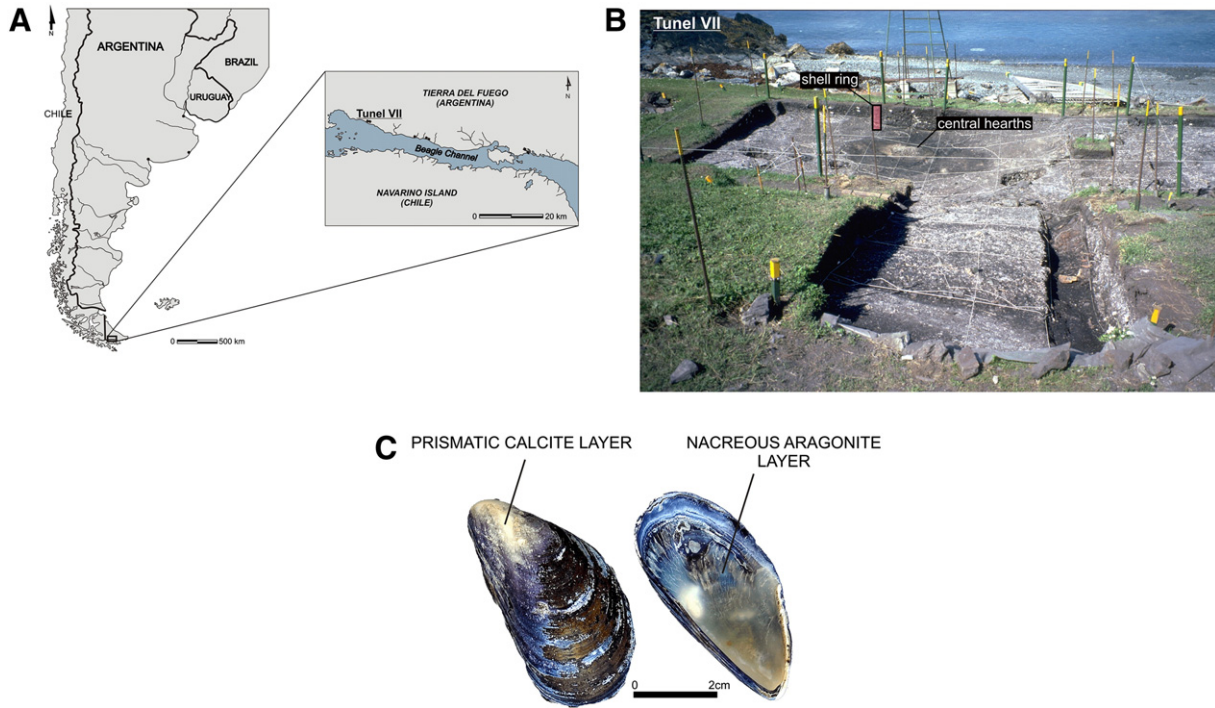 A
N
ARGENTINA
BRAZIL
URUGUAY
CHILE
0 500 km
TIERRA DEL FUEGO
(ARGENTINA)
N
Tunel VII
Beagle Channel
NAVARINO ISLAND
(CHILE)
0 20 km
B
Tunel VII
shell ring
central hearths
C
PRISMATIC CALCITE LAYER
NACREOUS ARAGONITE
LAYER
0 2cm